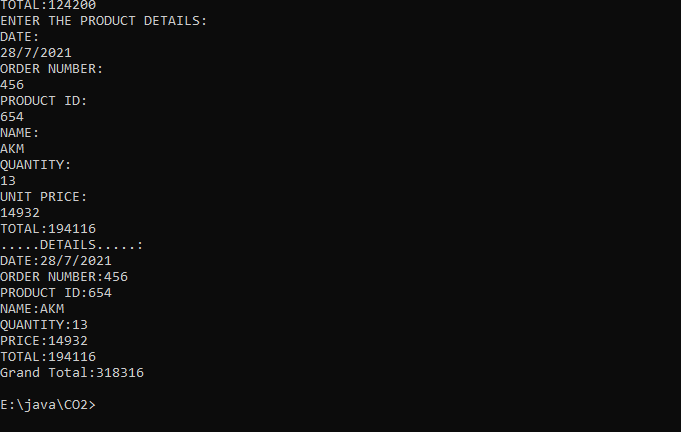 TOTAL:124200
ENTER THE PRODUCT DETAILS:
DATE:
28/7/2021
ORDER NUMBER:
456
PRODUCT ID:
654
NAME:
AKM
QUANTITY:
13
UNIT PRICE:
14932
TOTAL:194116
.....DETAILS.....:
DATE:28/7/2021
ORDER NUMBER:456
PRODUCT ID:654
NAME:AKM
QUANTITY:13
PRICE:14932
TOTAL:194116
Grand Total:318316
E:\java\CO2>